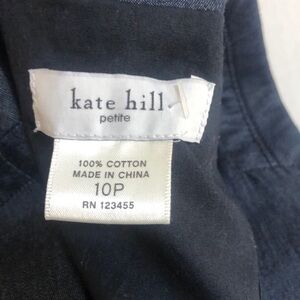 kate hill
petite
100% COTTON
MADE IN CHINA
10P
RN 123455